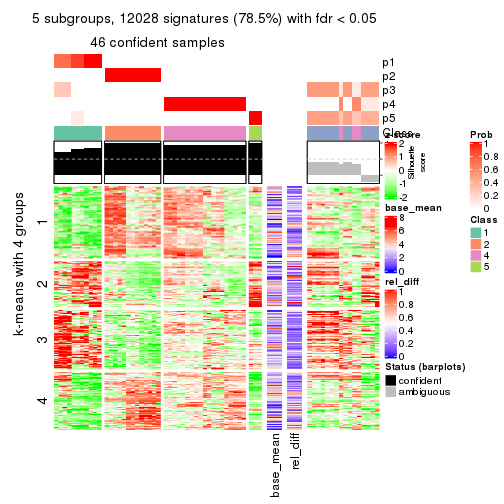 5 subgroups, 12028 signatures (78.5%) with fdr < 0.05
46 confident samples
p1
p2
p3
p4
p5
Class
z-score
2
1
0
-1
-2
Silhouette
score
base_mean
8
6
4
2
0
rel_diff
1
0.8
0.6
0.4
0.2
0
Status (barplots)
confident
ambiguous
Prob
1
0.8
0.6
0.4
0.2
0
Class
1
2
4
5
k-means with 4 groups
1
2
3
4
base_mean
rel_diff